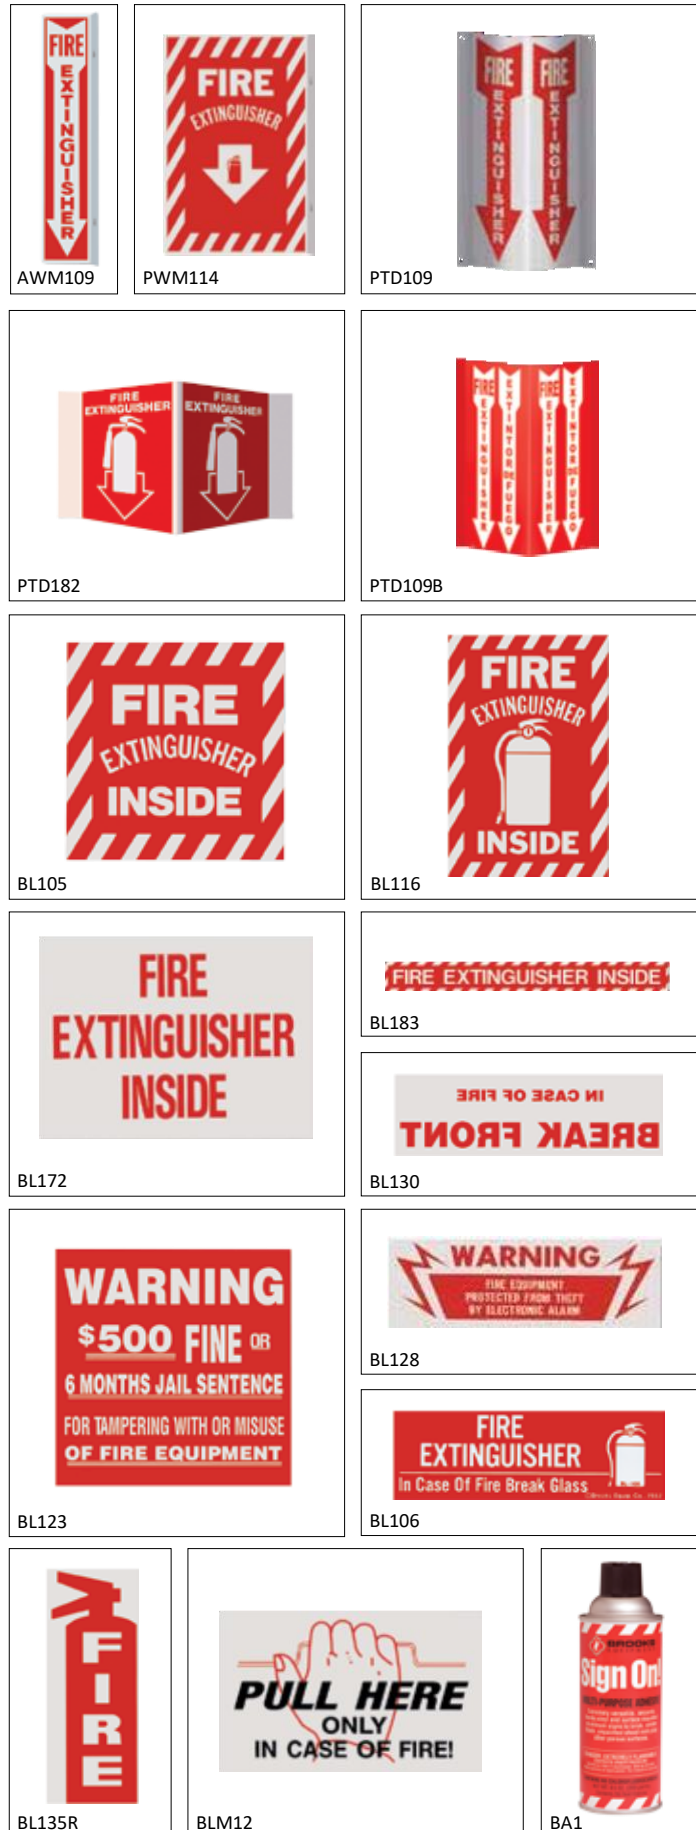 FIRE
EXTINGUISHER
AWM109
FIRE
EXTINGUISHER
PWM114
FIRE
EXTINGUISHER
FIRE
EXTINGUISHER
PTD109
FIRE
EXTINGUISHER
FIRE
EXTINGUISHER
PTD182
FIRE EXTINGUISHER
EXTINTOR DE FUEGO
FIRE EXTINGUISHER
EXTINTOR DE FUEGO
PTD109B
FIRE
EXTINGUISHER
INSIDE
BL105
FIRE
EXTINGUISHER
INSIDE
BL116
FIRE
EXTINGUISHER
INSIDE
BL172
FIRE EXTINGUISHER INSIDE
BL183
IN CASE OF FIRE
BREAK FRONT
BL130
WARNING
$500 FINE OR
6 MONTHS JAIL SENTENCE
FOR TAMPERING WITH OR MISUSE
OF FIRE EQUIPMENT
BL123
WARNING
FIRE EQUIPMENT
PROTECTED FROM THEFT
BY ELECTRONIC ALARM
BL128
FIRE
EXTINGUISHER
In Case Of Fire Break Glass
BL106
FIRE
BL135R
PULL HERE
ONLY
IN CASE OF FIRE!
BLM12
BROOKS
EQUIPMENT
Sign On!
MULTI-PURPOSE ADHESIVE
BA1